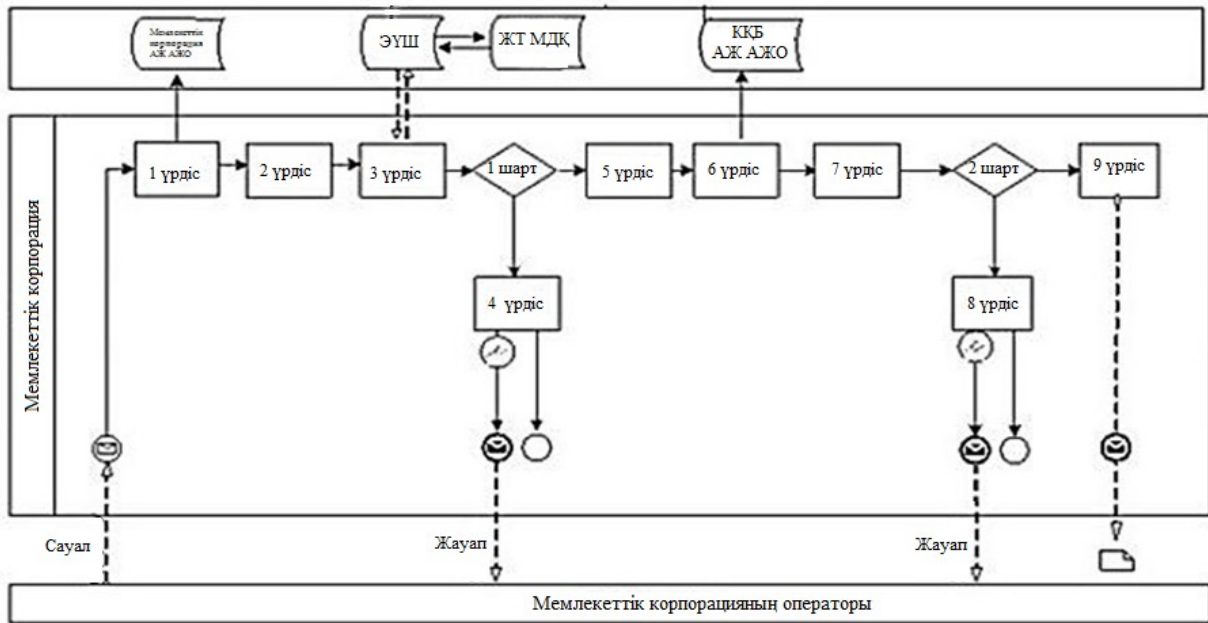 Мемлекеттік
корпорация
АЖ АЖО
ЭҮШ
ЖТ МДҚ
КҚБ
АЖ АЖО
Мемлекеттік корпорация
1 үрдіс
2 үрдіс
3 үрдіс
1 шарт
5 үрдіс
6 үрдіс
7 үрдіс
2 шарт
9 үрдіс
4 үрдіс
8 үрдіс
Сауал
Жауап
Жауап
Мемлекеттік корпорацияның операторы